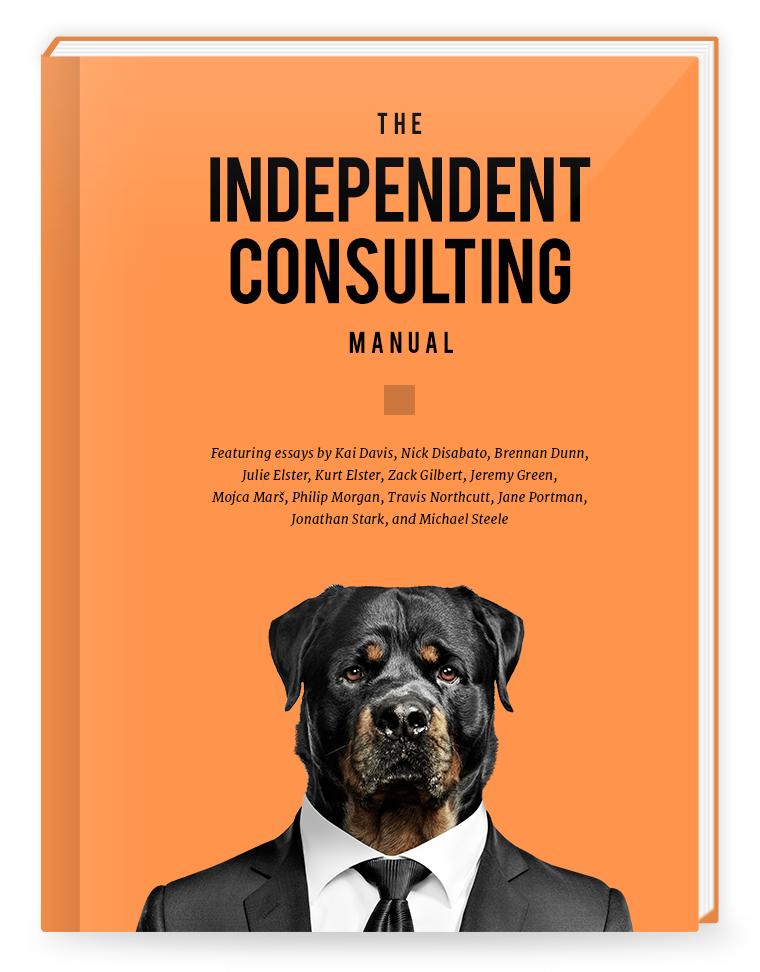 THE
INDEPENDENT
CONSULTING
MANUAL
Featuring essays by Kai Davis, Nick Disabato, Brennan Dunn,
Julie Elster, Kurt Elster, Zack Gilbert, Jeremy Green,
Mojca Marš, Philip Morgan, Travis Northcutt, Jane Portman,
Jonathan Stark, and Michael Steele